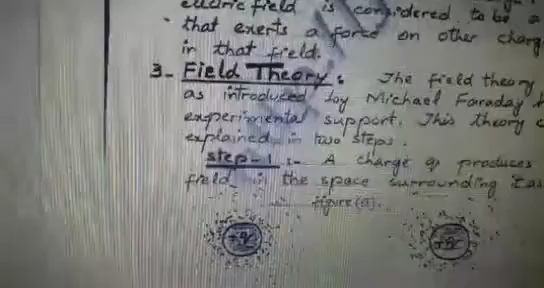 electric field is considered to be a
that exerts a force on other charg
in that field.
3- Field Theory : The field theory
as introduced by Michael Faraday
experimental support. This theory c
explained in two steps.
step-1 :- A charge q produces
field in the space surrounding it as
figure (a).
+q +q